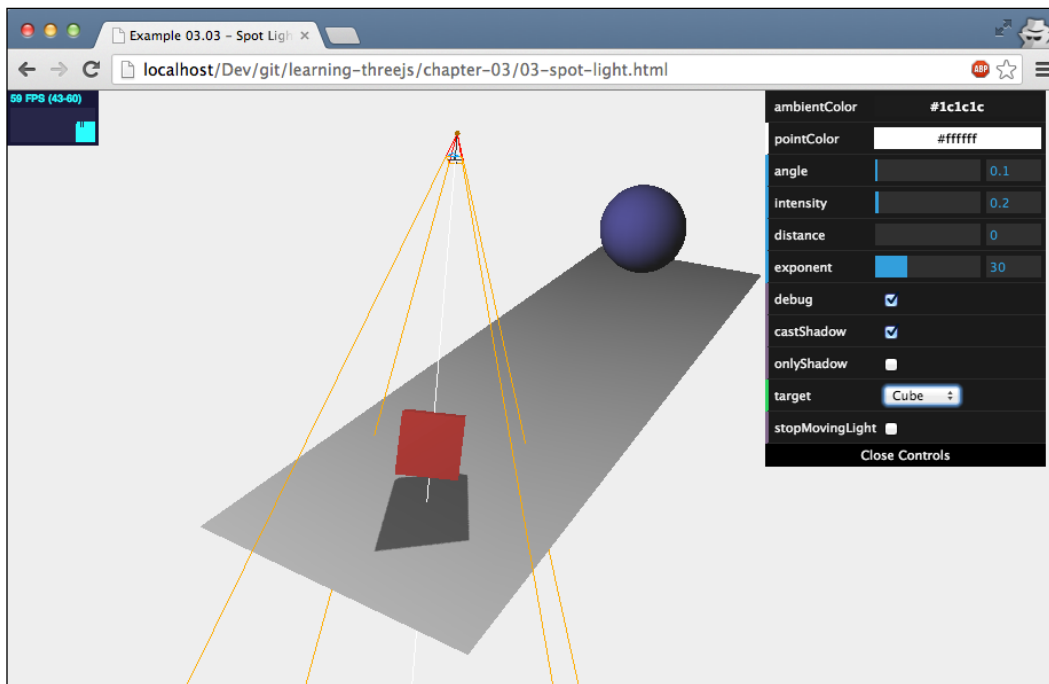 Example 03.03 – Spot Ligh
localhost/Dev/git/learning-threejs/chapter-03/03-spot-light.html
ABP
59 FPS (43-60)
ambientColor #1c1c1c
pointColor #ffffff
angle 0.1
intensity 0.2
distance 0
exponent 30
debug
castShadow
onlyShadow
target Cube
stopMovingLight
Close Controls